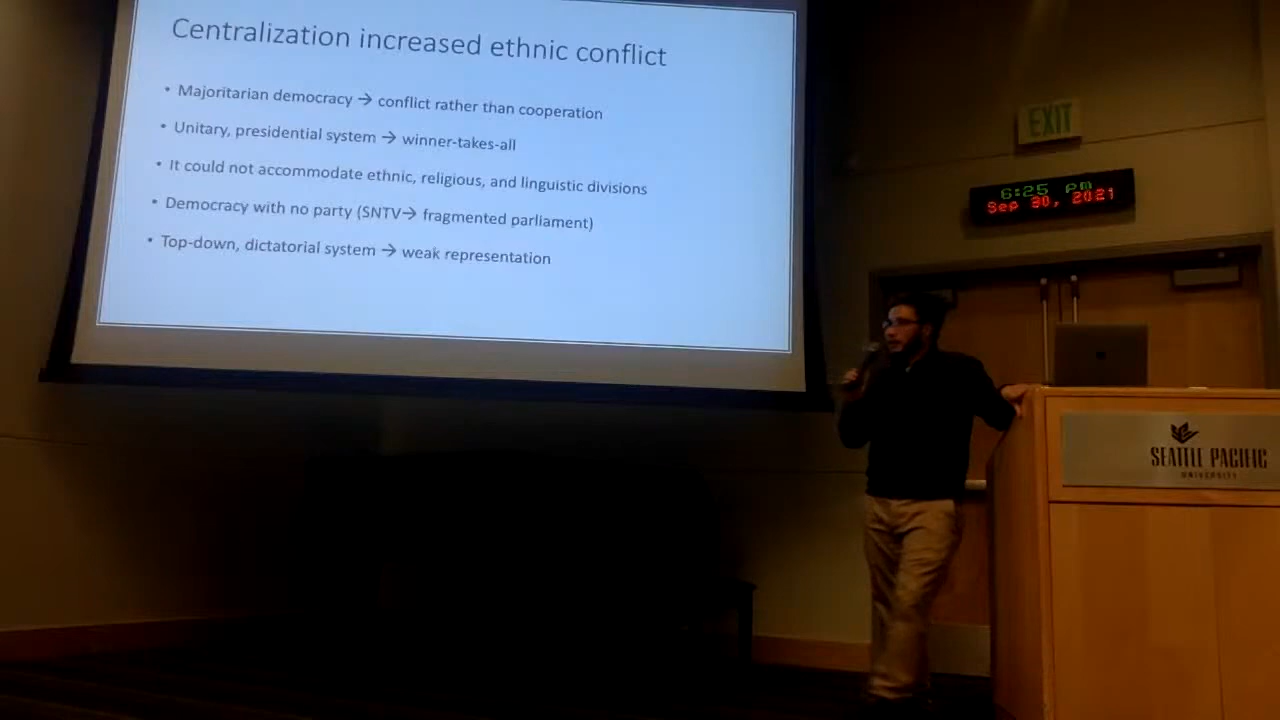 Centralization increased ethnic conflict
• Majoritarian democracy → conflict rather than cooperation
• Unitary, presidential system → winner-takes-all
• It could not accommodate ethnic, religious, and linguistic divisions
• Democracy with no party (SNTV→ fragmented parliament)
• Top-down, dictatorial system → weak representation
EXIT
6:25 pm
Sep 30, 2021
SEATTLE PACIFIC
UNIVERSITY